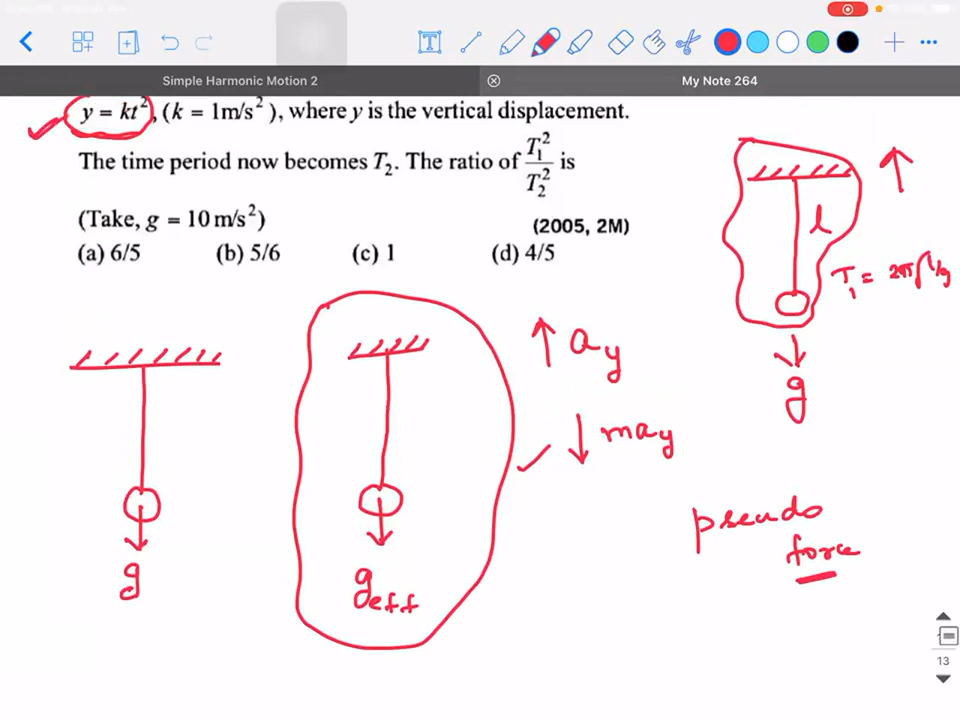 Simple Harmonic Motion 2
My Note 264
y = kt², (k = 1m/s²), where y is the vertical displacement.
The time period now becomes T₂. The ratio of T₁²/T₂² is
(Take, g = 10 m/s²)
(2005, 2M)
(a) 6/5 (b) 5/6 (c) 1 (d) 4/5
l
T₁ = 2π√l/g
g
a_y
ma_y
pseudo
force
g
g_eff
13